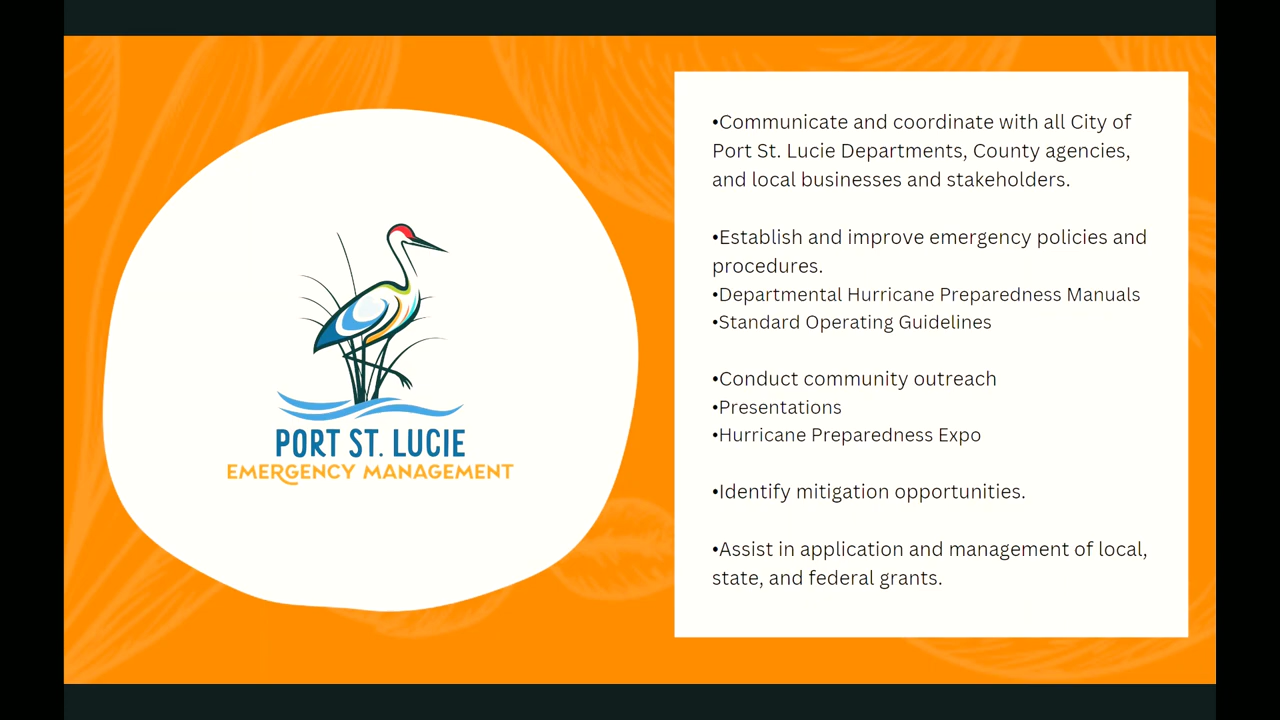 PORT ST. LUCIE
EMERGENCY MANAGEMENT
•Communicate and coordinate with all City of
Port St. Lucie Departments, County agencies,
and local businesses and stakeholders.
•Establish and improve emergency policies and
procedures.
•Departmental Hurricane Preparedness Manuals
•Standard Operating Guidelines
•Conduct community outreach
•Presentations
•Hurricane Preparedness Expo
•Identify mitigation opportunities.
•Assist in application and management of local,
state, and federal grants.